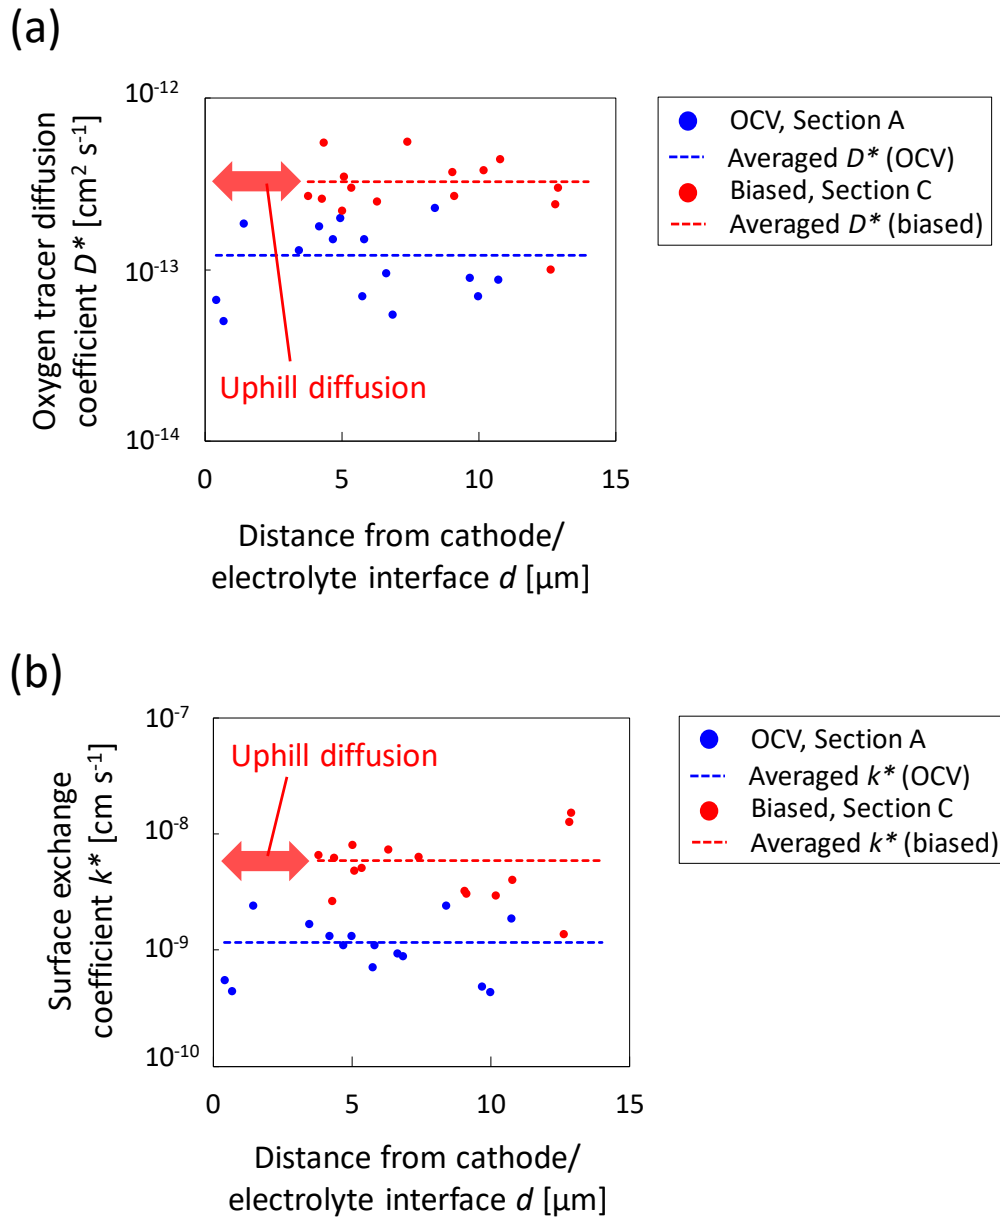 (a)
Oxygen tracer diffusion
coefficient D* [cm² s⁻¹]
10⁻¹²
10⁻¹³
10⁻¹⁴
Uphill diffusion
0 5 10 15
Distance from cathode/
electrolyte interface d [µm]
OCV, Section A
Averaged D* (OCV)
Biased, Section C
Averaged D* (biased)
(b)
Surface exchange
coefficient k* [cm s⁻¹]
10⁻⁷
10⁻⁸
10⁻⁹
10⁻¹⁰
Uphill diffusion
0 5 10 15
Distance from cathode/
electrolyte interface d [µm]
OCV, Section A
Averaged k* (OCV)
Biased, Section C
Averaged k* (biased)